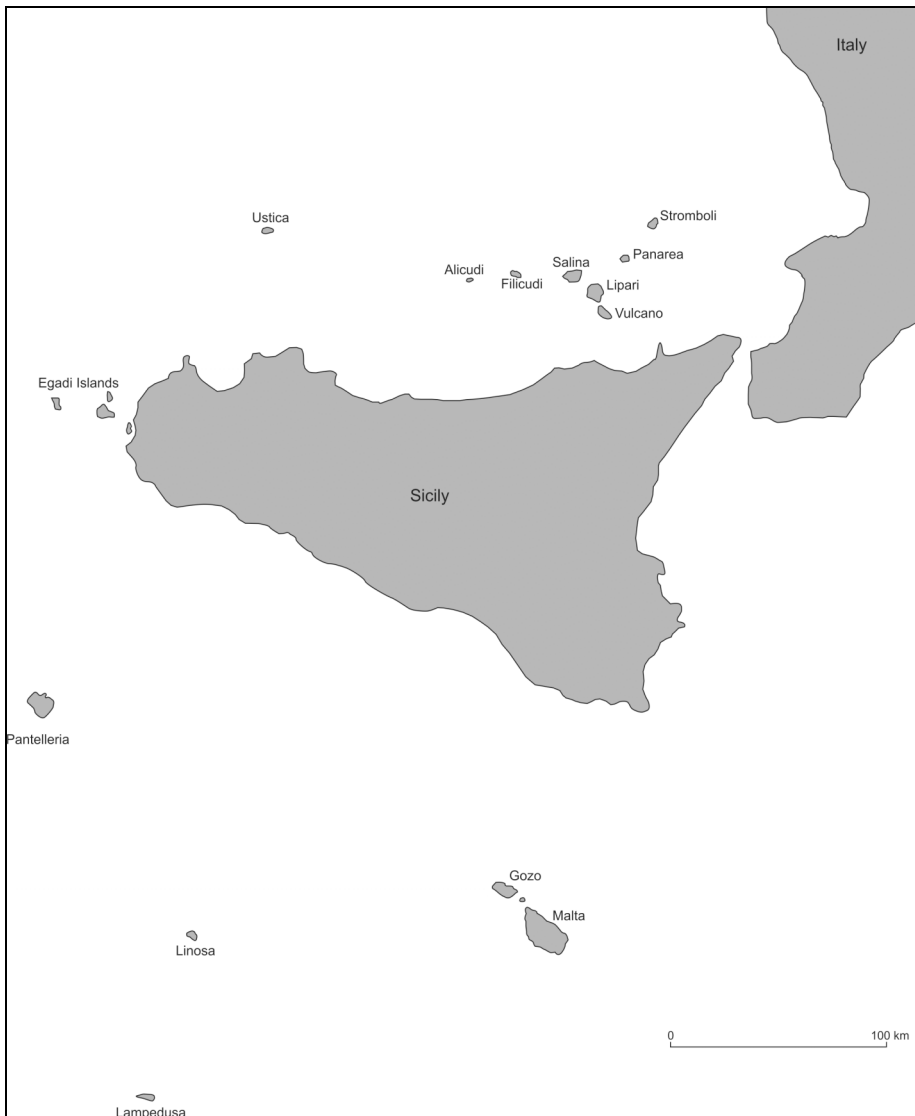 Italy
Ustica
Stromboli
Panarea
Salina
Alicudi
Filicudi
Lipari
Vulcano
Egadi Islands
Sicily
Pantelleria
Gozo
Malta
Linosa
0 100 km
Lampedusa